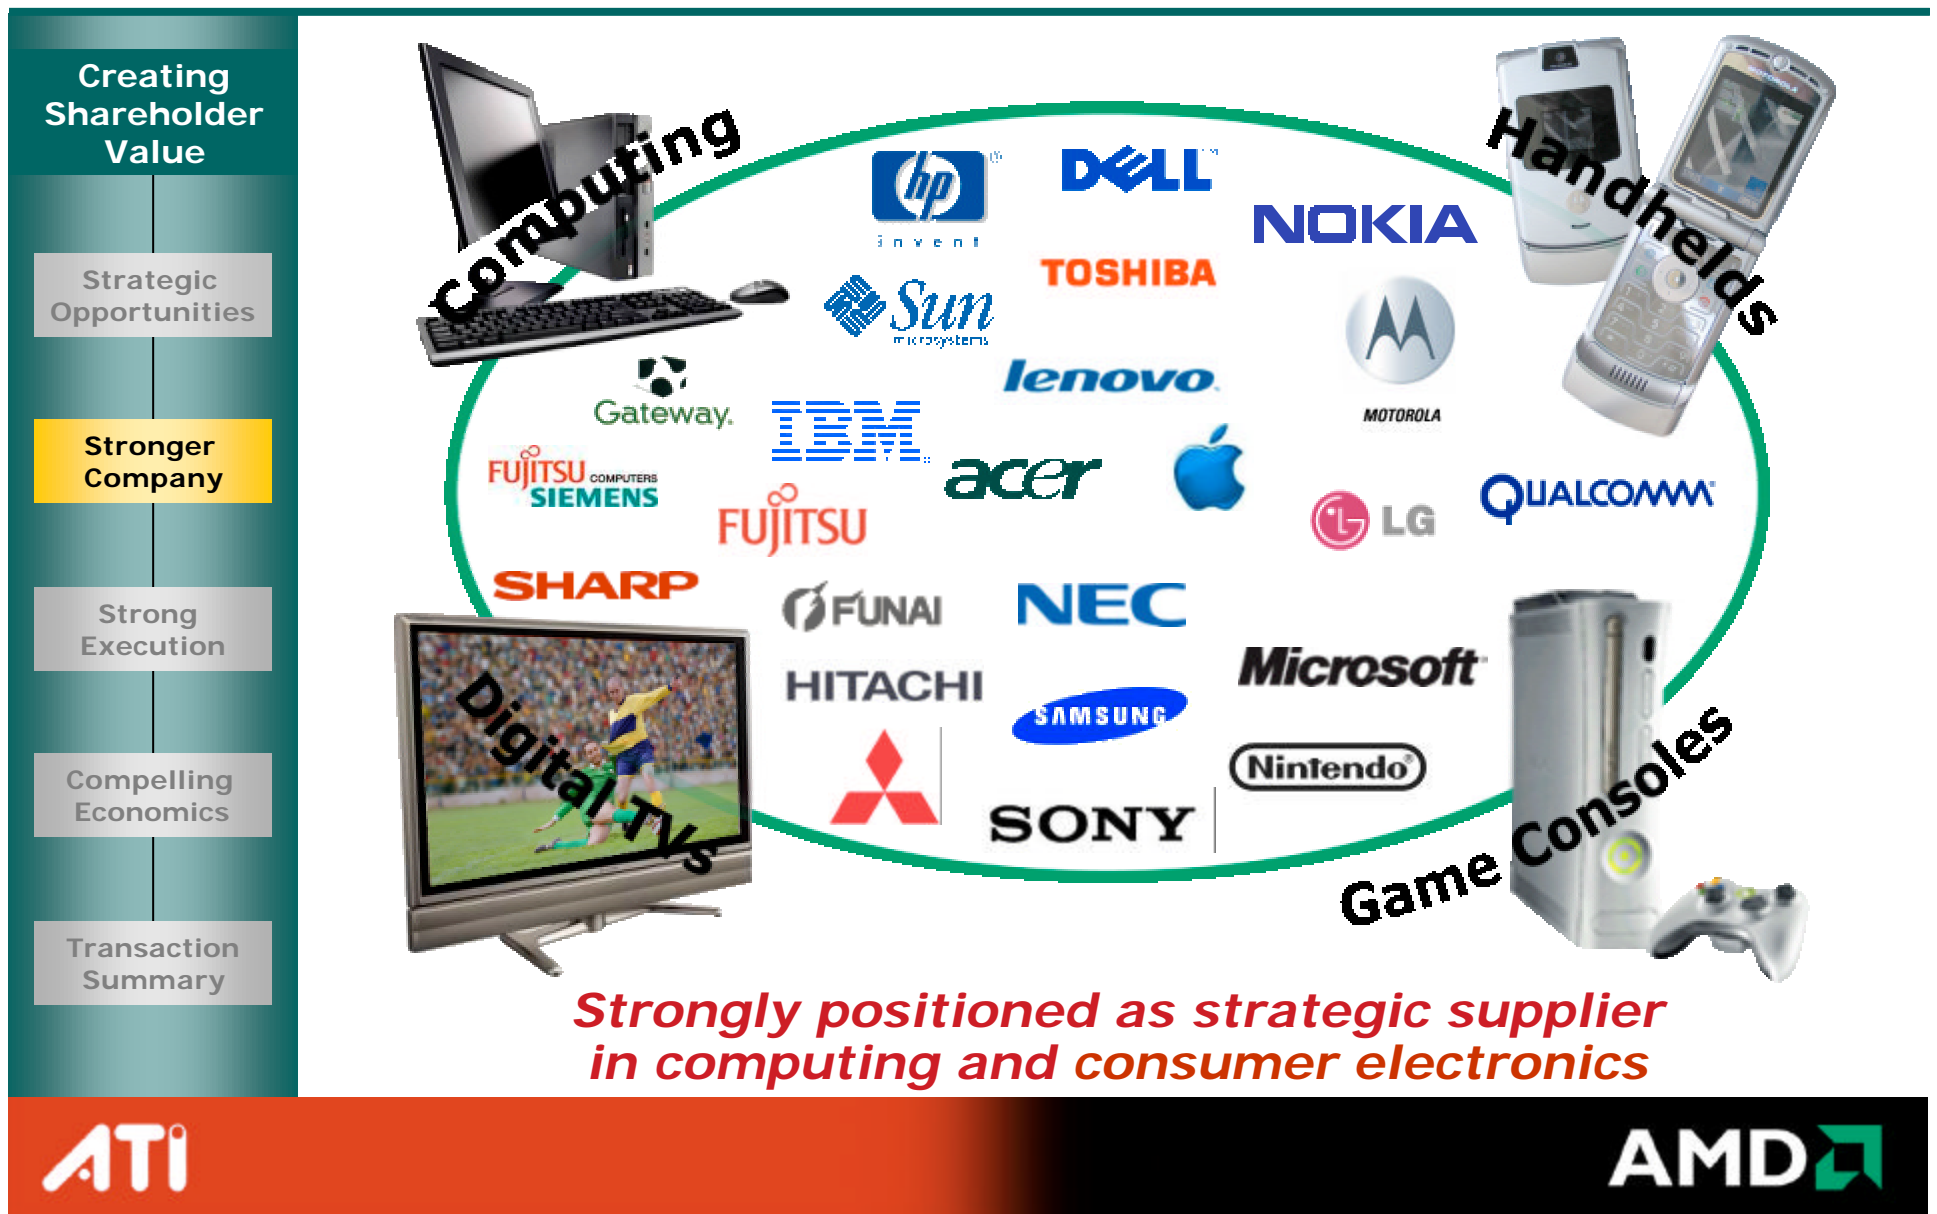 Creating
Shareholder
Value
Strategic
Opportunities
Stronger
Company
Strong
Execution
Compelling
Economics
Transaction
Summary
Computing
Handhelds
hp
®
invent
DELL™
NOKIA
TOSHIBA
Sun
microsystems
MOTOROLA
lenovo
Gateway.
IBM
acer
FUJITSU COMPUTERS
SIEMENS
FUJITSU
LG
QUALCOMM
SHARP
FUNAI
NEC
HITACHI
Microsoft
SAMSUNG
Nintendo®
SONY
Digital TVs
Game Consoles
Strongly positioned as strategic supplier
in computing and consumer electronics
ATI
AMD